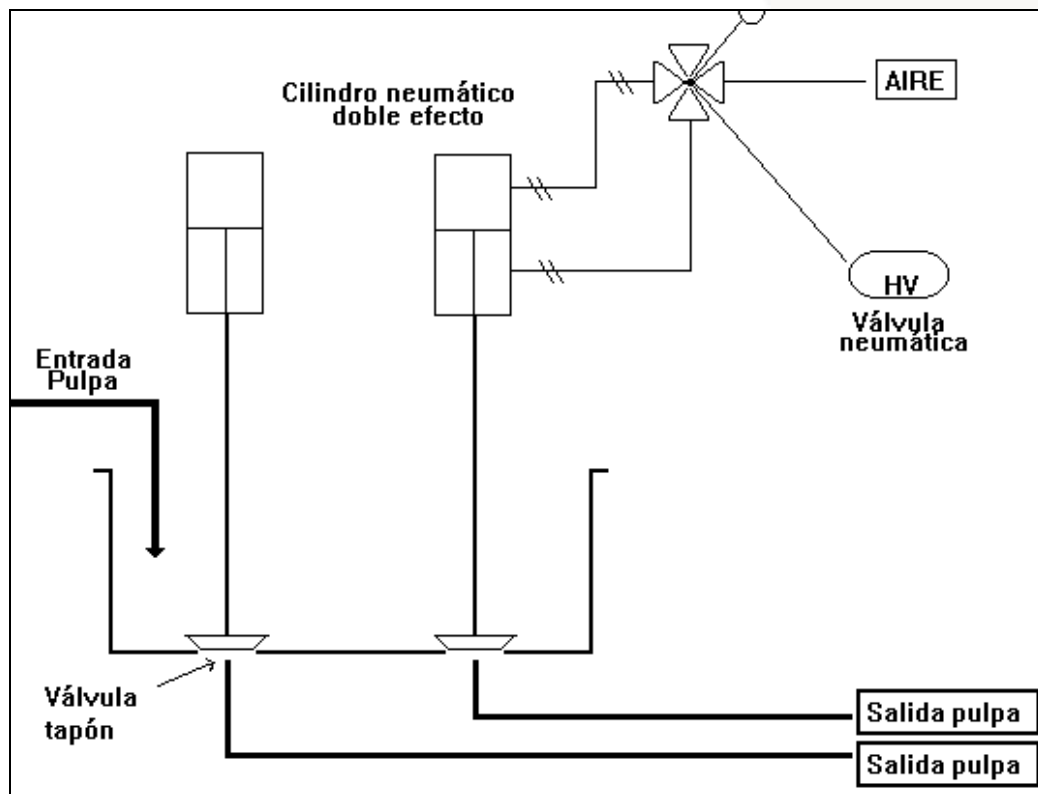 Cilindro neumático
doble efecto
AIRE
HV
Válvula
neumática
Entrada
Pulpa
Válvula
tapón
Salida pulpa
Salida pulpa